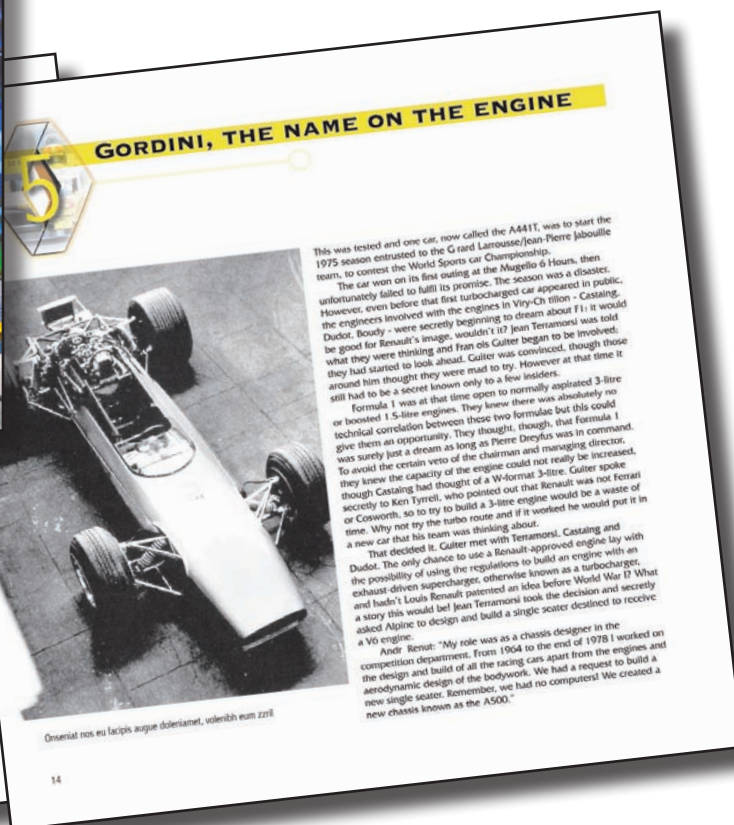 5
GORDINI, THE NAME ON THE ENGINE
This was tested and one car, now called the A441T, was to start the
1975 season entrusted to the G rard Larrousse/Jean-Pierre Jabouille
team, to contest the World Sports car Championship.
The car won on its first outing at the Mugello 6 Hours, then
unfortunately failed to fulfil its promise. The season was a disaster.
However, even before that first turbocharged car appeared in public,
the engineers involved with the engines in Viry-Ch tillon - Castaing,
Dudot, Boudy - were secretly beginning to dream about F1: it would
be good for Renault's image, wouldn't it? Jean Terramorsi was told
what they were thinking and Fran ois Guiter began to be involved;
they had started to look ahead. Guiter was convinced, though those
around him thought they were mad to try. However at that time it
still had to be a secret known only to a few insiders.
Formula 1 was at that time open to normally aspirated 3-litre
or boosted 1.5-litre engines. They knew there was absolutely no
technical correlation between these two formulae but this could
give them an opportunity. They thought, though, that Formula 1
was surely just a dream as long as Pierre Dreyfus was in command.
To avoid the certain veto of the chairman and managing director,
they knew the capacity of the engine could not really be increased,
though Castaing had thought of a W-format 3-litre. Guiter spoke
secretly to Ken Tyrrell, who pointed out that Renault was not Ferrari
or Cosworth, so to try to build a 3-litre engine would be a waste of
time. Why not try the turbo route and if it worked he would put it in
a new car that his team was thinking about.
That decided it. Guiter met with Terramorsi, Castaing and
Dudot. The only chance to use a Renault-approved engine lay with
the possibility of using the regulations to build an engine with an
exhaust-driven supercharger, otherwise known as a turbocharger,
and hadn't Louis Renault patented an idea before World War I? What
a story this would be! Jean Terramorsi took the decision and secretly
asked Alpine to design and build a single seater destined to receive
a V6 engine.
Andr Renut: "My role was as a chassis designer in the
competition department. From 1964 to the end of 1978 I worked on
the design and build of all the racing cars apart from the engines and
aerodynamic design of the bodywork. We had a request to build a
new single seater. Remember, we had no computers! We created a
new chassis known as the A500."
Onseniat nos eu facipis augue doleniamet, volenibh eum zzril
14